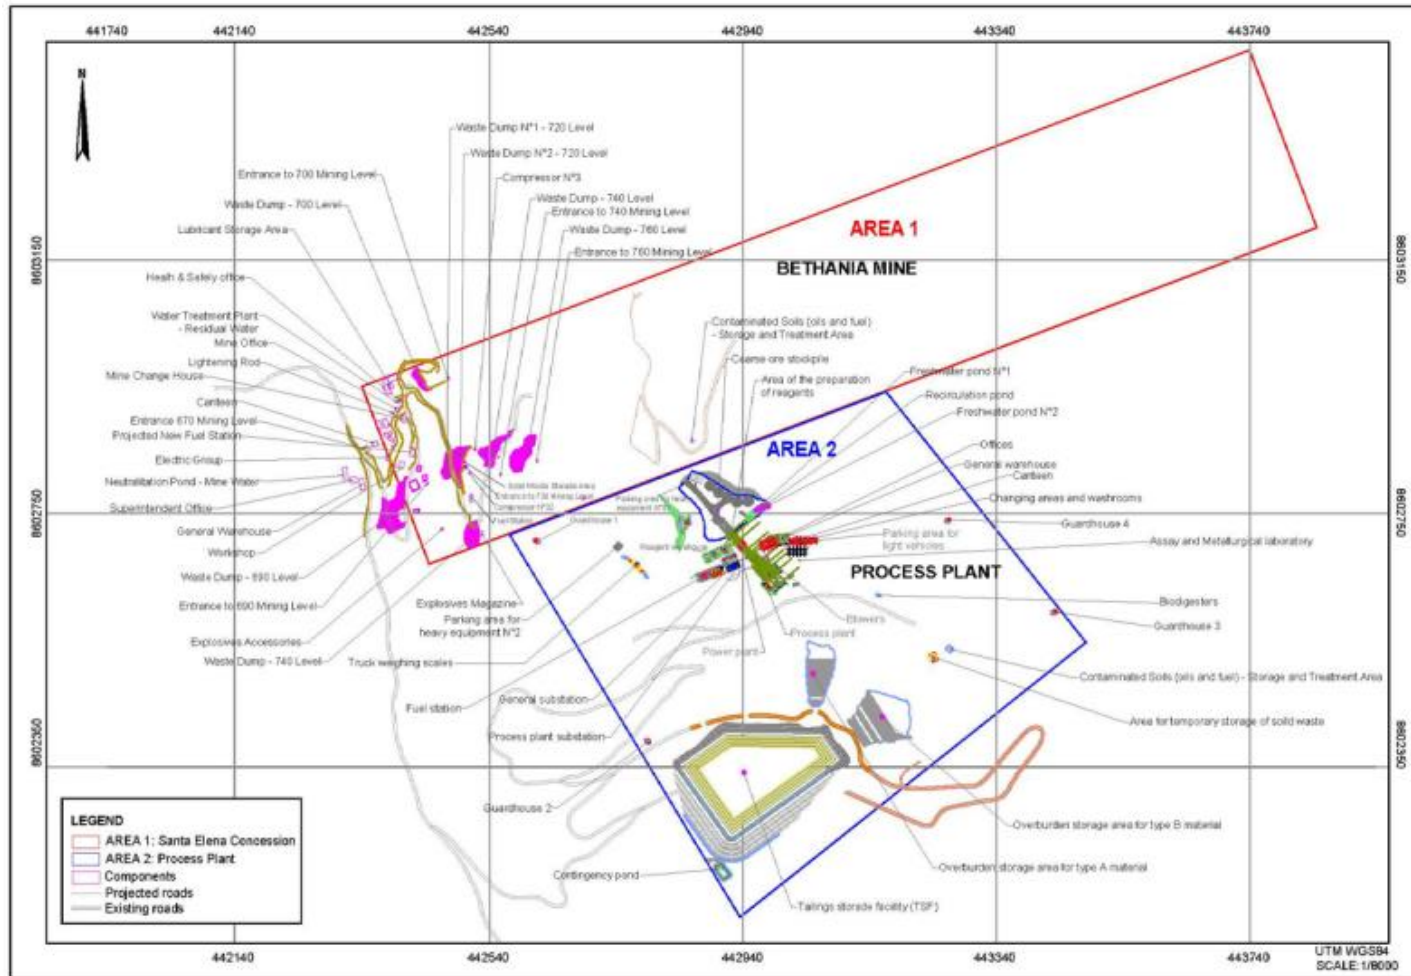 441740 442140 442540 442940 443340 443740
N
Waste Dump N°1 - 720 Level
Waste Dump N°2 - 720 Level
Entrance to 700 Mining Level
Compressor N°3
Waste Dump - 740 Level
Waste Dump - 700 Level
Entrance to 740 Mining Level
Lubricant Storage Area
Waste Dump - 760 Level
Entrance to 760 Mining Level
AREA 1
BETHANIA MINE
8603150
8603150
Health & Safety office
Water Treatment Plant
- Residual Water
Mine Office
Lightening Rod
Mine Change House
Canteen
Entrance 670 Mining Level
Projected New Fuel Station
Electric Group
Neutralitation Pond - Mine Water
Superintendent Office
General Warehouse
Workshop
Waste Dump - 690 Level
Entrance to 690 Mining Level
Explosives Accessories
Waste Dump - 740 Level
Contaminated Soils (oils and fuel)
- Storage and Treatment Area
Coarse ore stockpile
Area of the preparation
of reagents
Freshwater pond N°1
Recirculation pond
Freshwater pond N°2
AREA 2
Offices
General warehouse
Canteen
Changing areas and washrooms
Guardhouse 4
Parking area for
light vehicles
Assay and Metallurgical laboratory
Guardhouse 1
8602750
8602750
PROCESS PLANT
Explosives Magazine
Parking area for
heavy equipment N°2
Truck weighing scales
Fuel station
General substation
Process plant substation
Guardhouse 2
Power plant
Process plant
Blowers
Biodigesters
Guardhouse 3
Contaminated Soils (oils and fuel) - Storage and Treatment Area
Area for temporary storage of solid waste
8602350
8602350
Overburden storage area for type B material
Overburden storage area for type A material
Contingency pond
Tailings storade facility (TSF)
LEGEND
AREA 1: Santa Elena Concession
AREA 2: Process Plant
Components
Projected roads
Existing roads
442140 442540 442940 443340 443740
UTM WGS84
SCALE: 1/8000